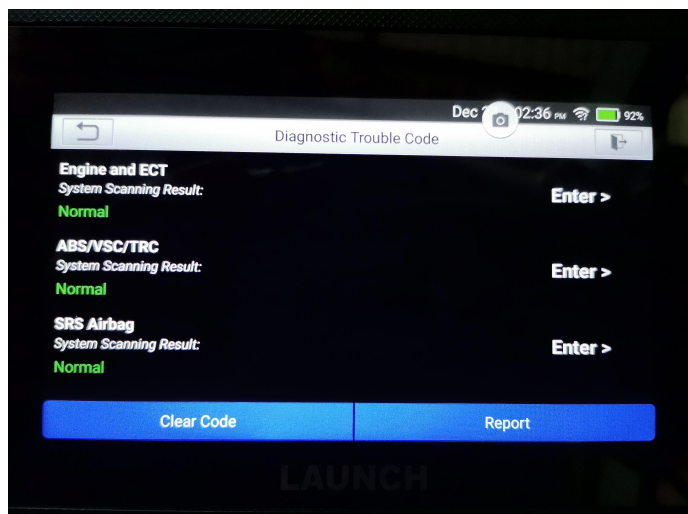 Dec 02:36 PM 92%
Diagnostic Trouble Code
Engine and ECT
System Scanning Result:
Enter >
Normal
ABS/VSC/TRC
System Scanning Result:
Enter >
Normal
SRS Airbag
System Scanning Result:
Enter >
Normal
Clear Code Report
LAUNCH